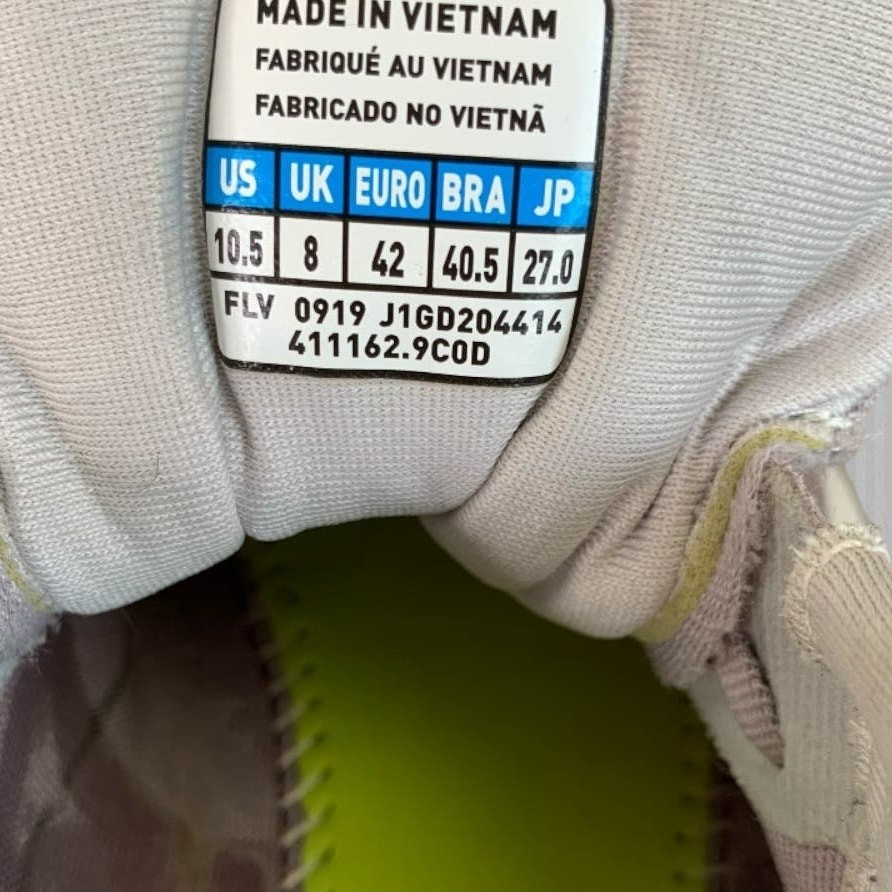 MADE IN VIETNAM
FABRIQUÉ AU VIETNAM
FABRICADO NO VIETNÃ
US UK EURO BRA JP
10.5 8 42 40.5 27.0
FLV 0919 J1GD204414
411162.9C0D